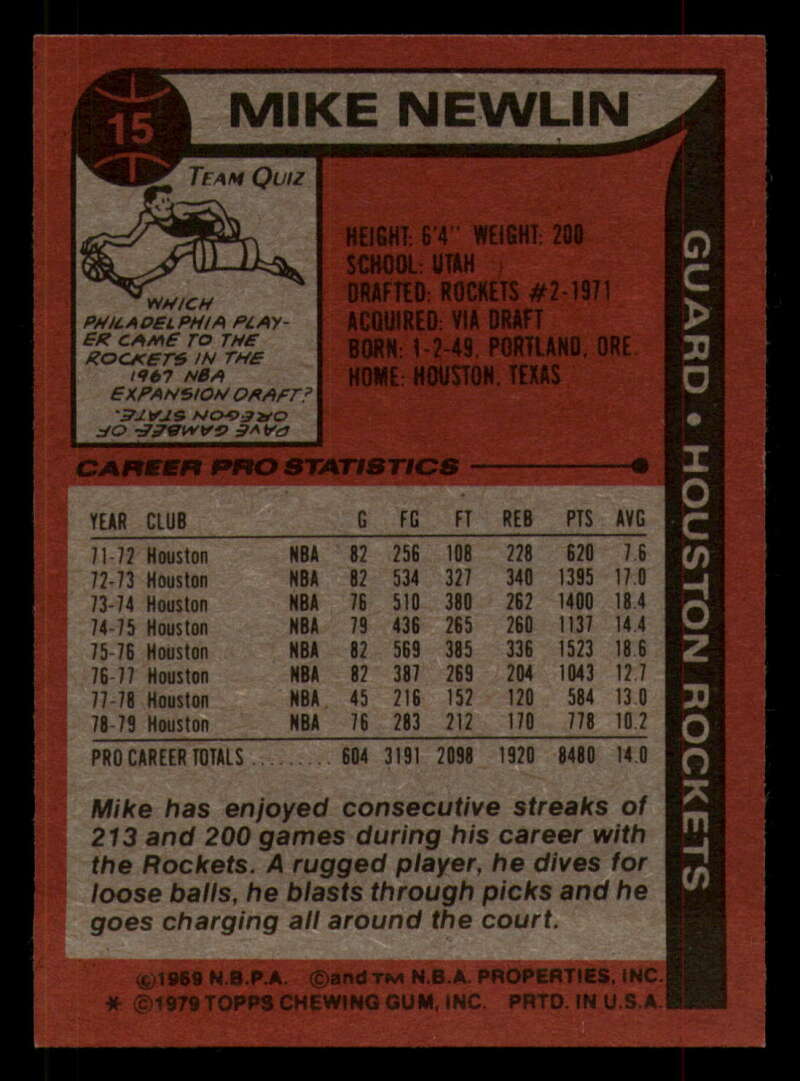 15
MIKE NEWLIN
TEAM QUIZ
WHICH
PHILADELPHIA PLAY-
ER CAME TO THE
ROCKETS IN THE
1967 NBA
EXPANSION DRAFT?
DAVE GAMBEE OF
OREGON STATE.
HEIGHT: 6'4" WEIGHT: 200
SCHOOL: UTAH
DRAFTED: ROCKETS #2-1971
ACQUIRED: VIA DRAFT
BORN: 1-2-49, PORTLAND, ORE.
HOME: HOUSTON, TEXAS
GUARD • HOUSTON ROCKETS
CAREER PRO STATISTICS
YEAR CLUB G FG FT REB PTS AVG
71-72 Houston NBA 82 256 108 228 620 7.6
72-73 Houston NBA 82 534 327 340 1395 17.0
73-74 Houston NBA 76 510 380 262 1400 18.4
74-75 Houston NBA 79 436 265 260 1137 14.4
75-76 Houston NBA 82 569 385 336 1523 18.6
76-77 Houston NBA 82 387 269 204 1043 12.7
77-78 Houston NBA 45 216 152 120 584 13.0
78-79 Houston NBA 76 283 212 170 778 10.2
PRO CAREER TOTALS ......... 604 3191 2098 1920 8480 14.0
Mike has enjoyed consecutive streaks of
213 and 200 games during his career with
the Rockets. A rugged player, he dives for
loose balls, he blasts through picks and he
goes charging all around the court.
©1969 N.B.P.A. ©and TM N.B.A. PROPERTIES, INC.
* ©1979 TOPPS CHEWING GUM, INC. PRTD. IN U.S.A.